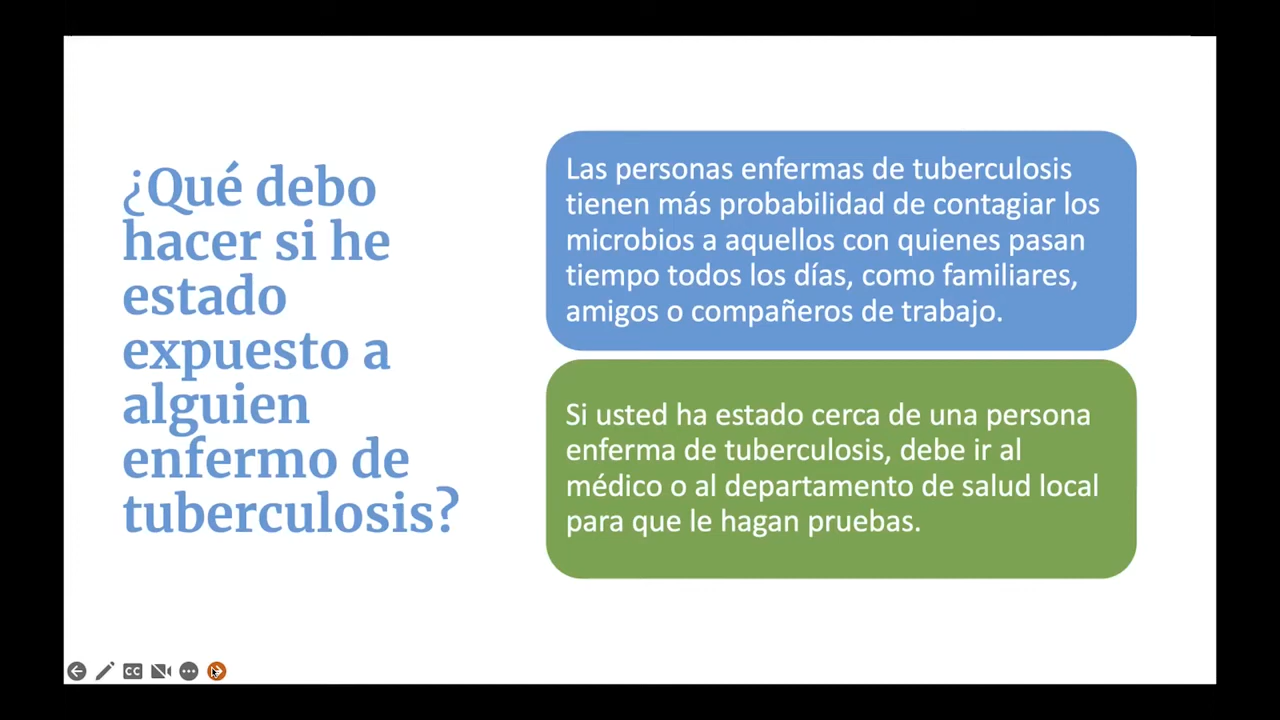 ¿Qué debo
hacer si he
estado
expuesto a
alguien
enfermo de
tuberculosis?
Las personas enfermas de tuberculosis
tienen más probabilidad de contagiar los
microbios a aquellos con quienes pasan
tiempo todos los días, como familiares,
amigos o compañeros de trabajo.
Si usted ha estado cerca de una persona
enferma de tuberculosis, debe ir al
médico o al departamento de salud local
para que le hagan pruebas.
CC